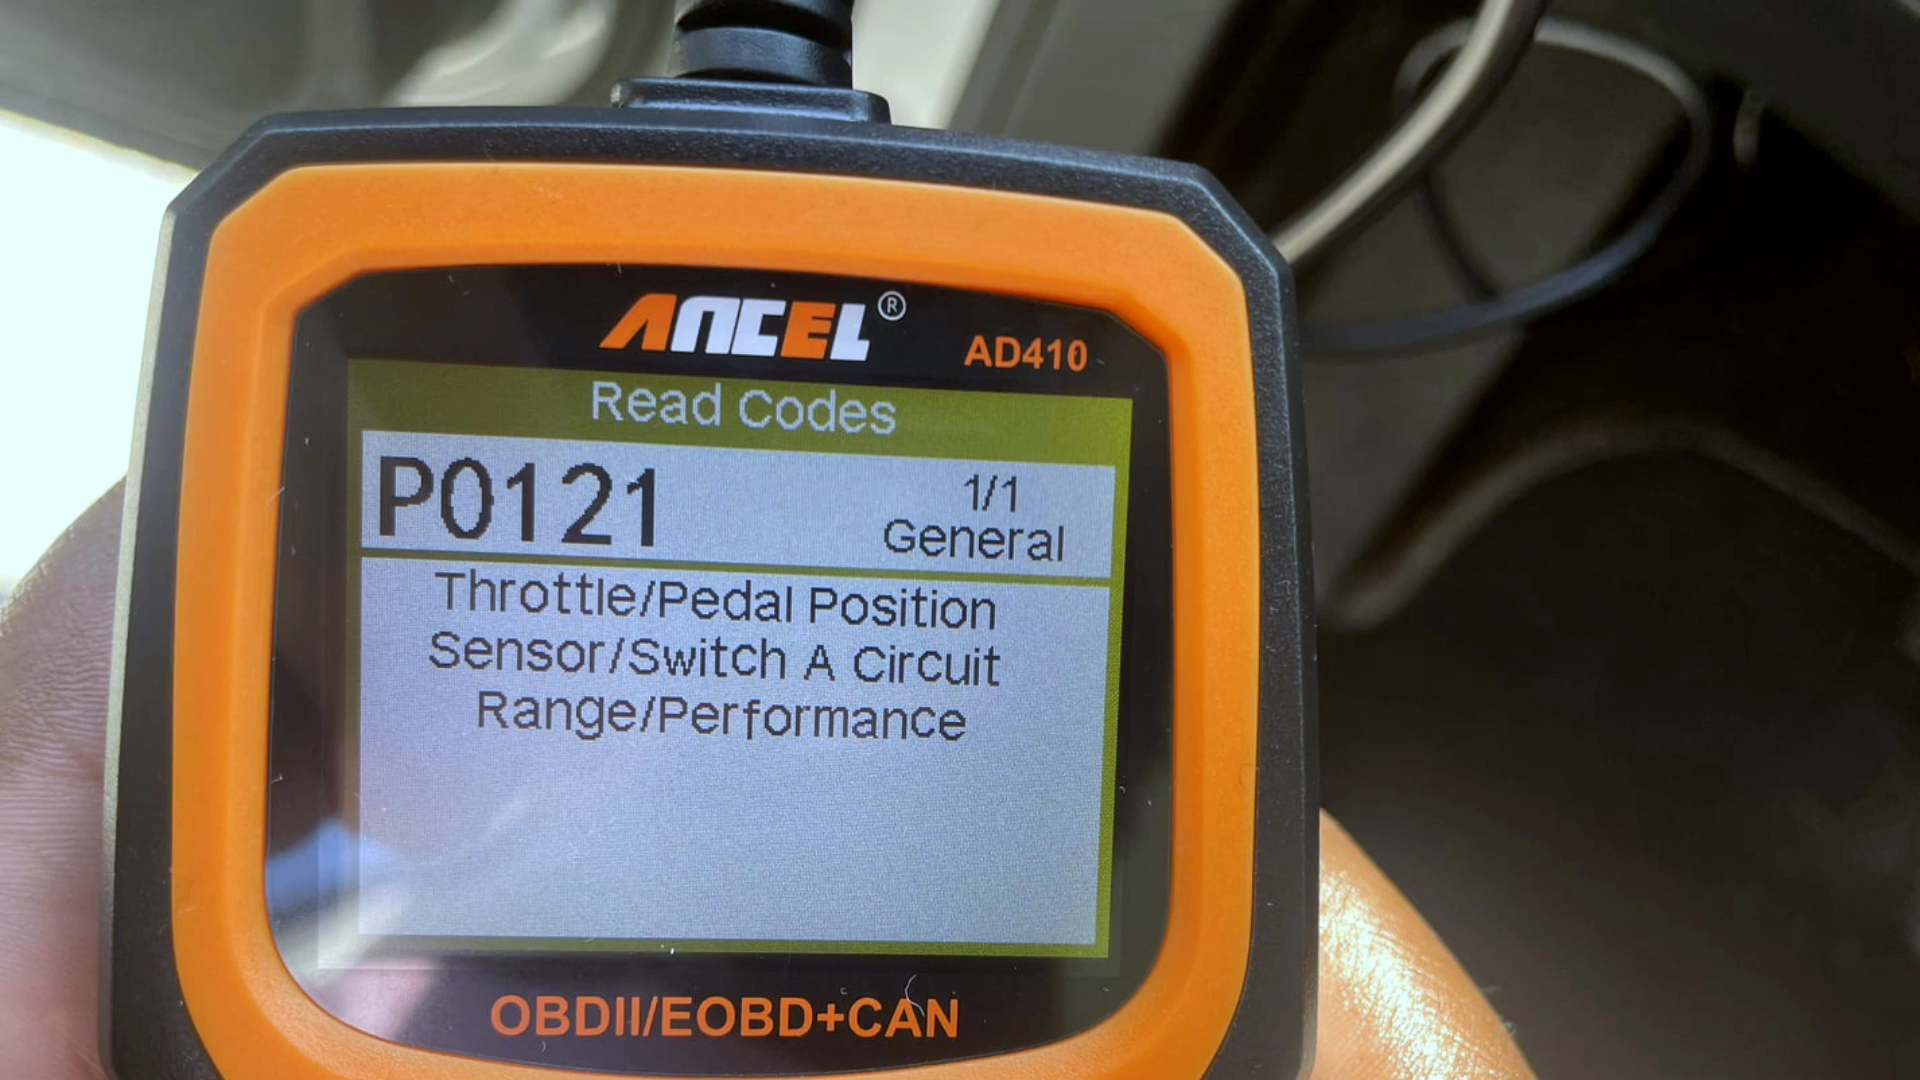 ANCEL®
AD410
Read Codes
P0121
1/1
General
Throttle/Pedal Position
Sensor/Switch A Circuit
Range/Performance
OBDII/EOBD+CAN